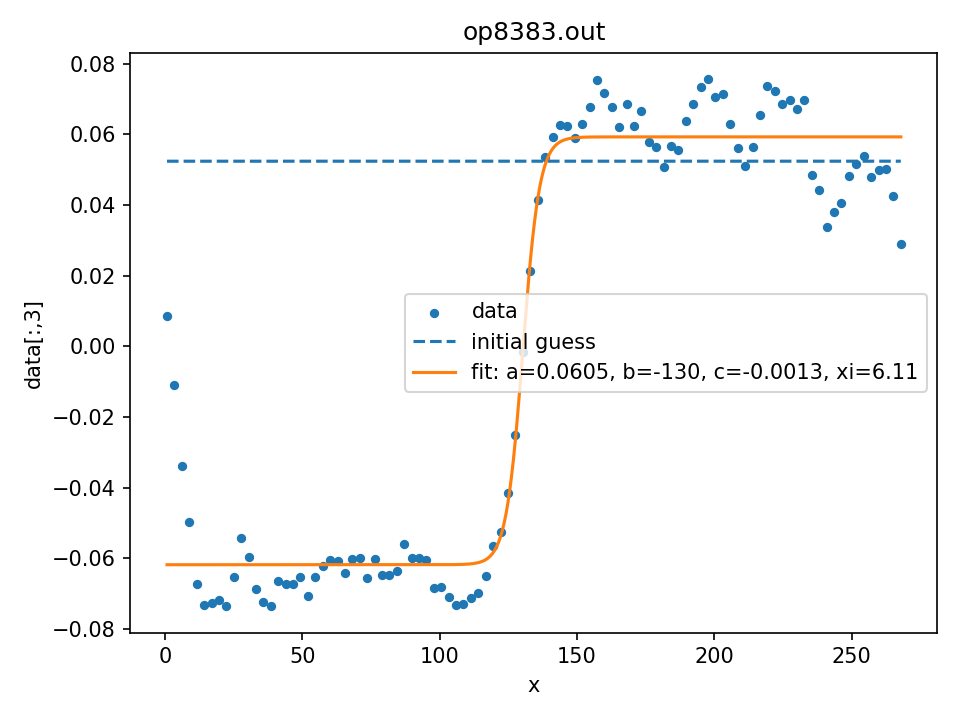 op8383.out
0.08
0.06
0.04
0.02
0.00
−0.02
−0.04
−0.06
−0.08
data[:,3]
data
initial guess
fit: a=0.0605, b=-130, c=-0.0013, xi=6.11
0 50 100 150 200 250
x